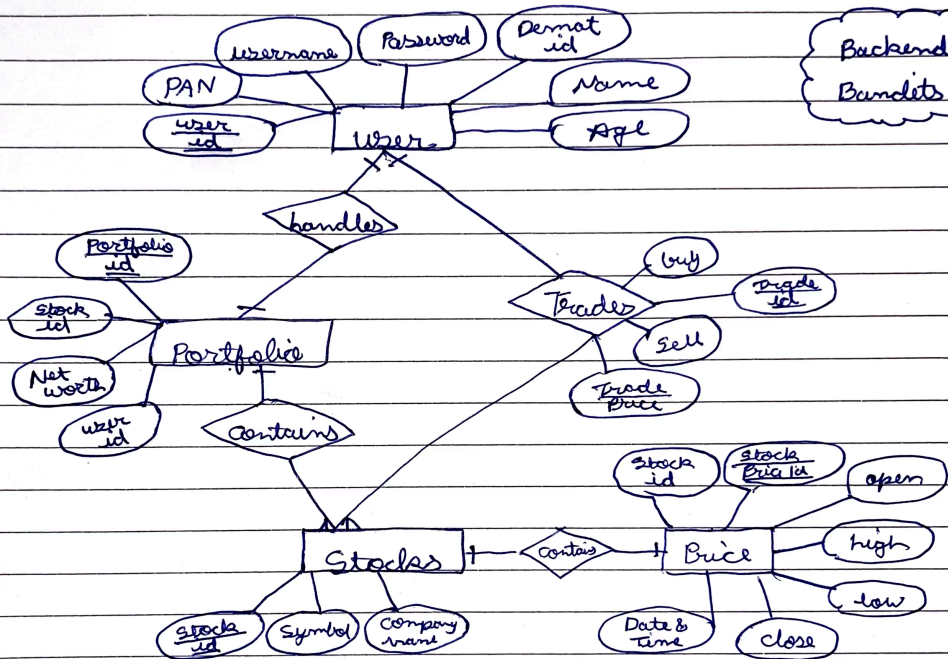 Demat
id
Password
username
Backend
Bandits
PAN
Name
user
id
User
Age
handles
Portfolio
id
buy
Trade
id
Trades
Stock
id
Sell
Portfolio
Net
worth
Trade
Price
user
id
Contains
Stock
id
Stock
Price Id
open
high
Stocks
Contais
Price
low
Stock
id
Symbol
Company
name
Date &
Time
Close